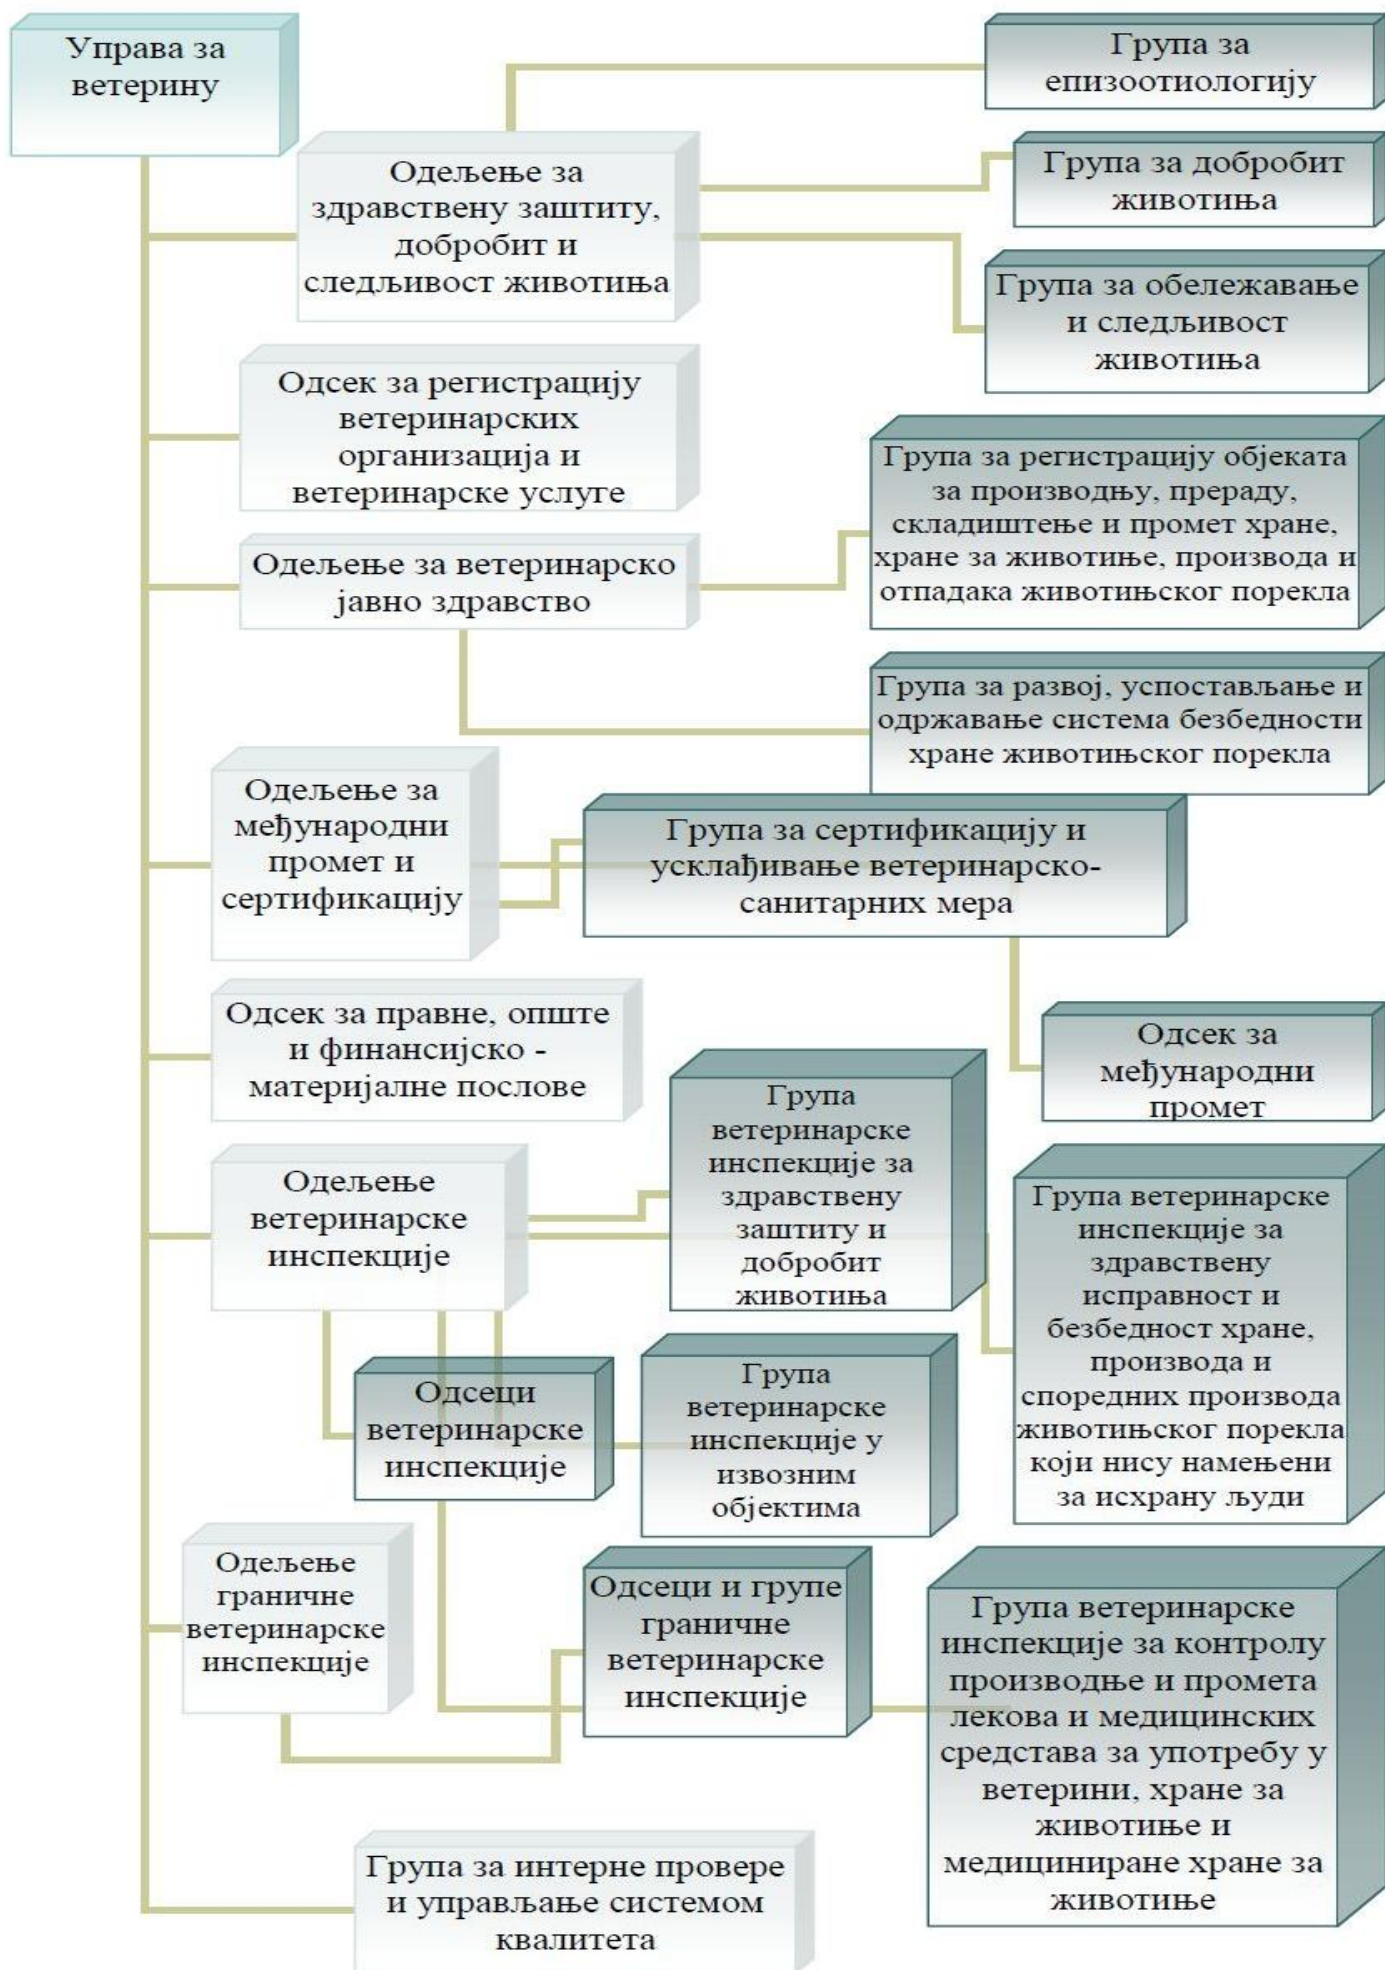 Управа за
ветерину
Група за
епизоотиологију
Одељење за
здравствену заштиту,
добробит и
следљивост животиња
Група за добробит
животиња
Група за обележавање
и следљивост
животиња
Одсек за регистрацију
ветеринарских
организација и
ветеринарске услуге
Група за регистрацију објеката
за производњу, прераду,
складиштење и промет хране,
хране за животиње, производа и
отпадака животињског порекла
Одељење за ветеринарско
јавно здравство
Група за развој, успостављање и
одржавање система безбедности
хране животињског порекла
Одељење за
међународни
промет и
сертификацију
Група за сертификацију и
усклађивање ветеринарско-
санитарних мера
Одсек за
међународни
промет
Одсек за правне, опште
и финансијско -
материјалне послове
Одељење
ветеринарске
инспекције
Група
ветеринарске
инспекције за
здравствену
заштиту и
добробит
животиња
Група ветеринарске
инспекције за
здравствену
исправност и
безбедност хране,
производа и
споредних производа
животињског порекла
који нису намењени
за исхрану људи
Одсеци
ветеринарске
инспекције
Група
ветеринарске
инспекције у
извозним
објектима
Одељење
граничне
ветеринарске
инспекције
Одсеци и групе
граничне
ветеринарске
инспекције
Група ветеринарске
инспекције за контролу
производње и промета
лекова и медицинских
средстава за употребу у
ветерини, хране за
животиње и
медициниране хране за
животиње
Група за интерне провере
и управљање системом
квалитета